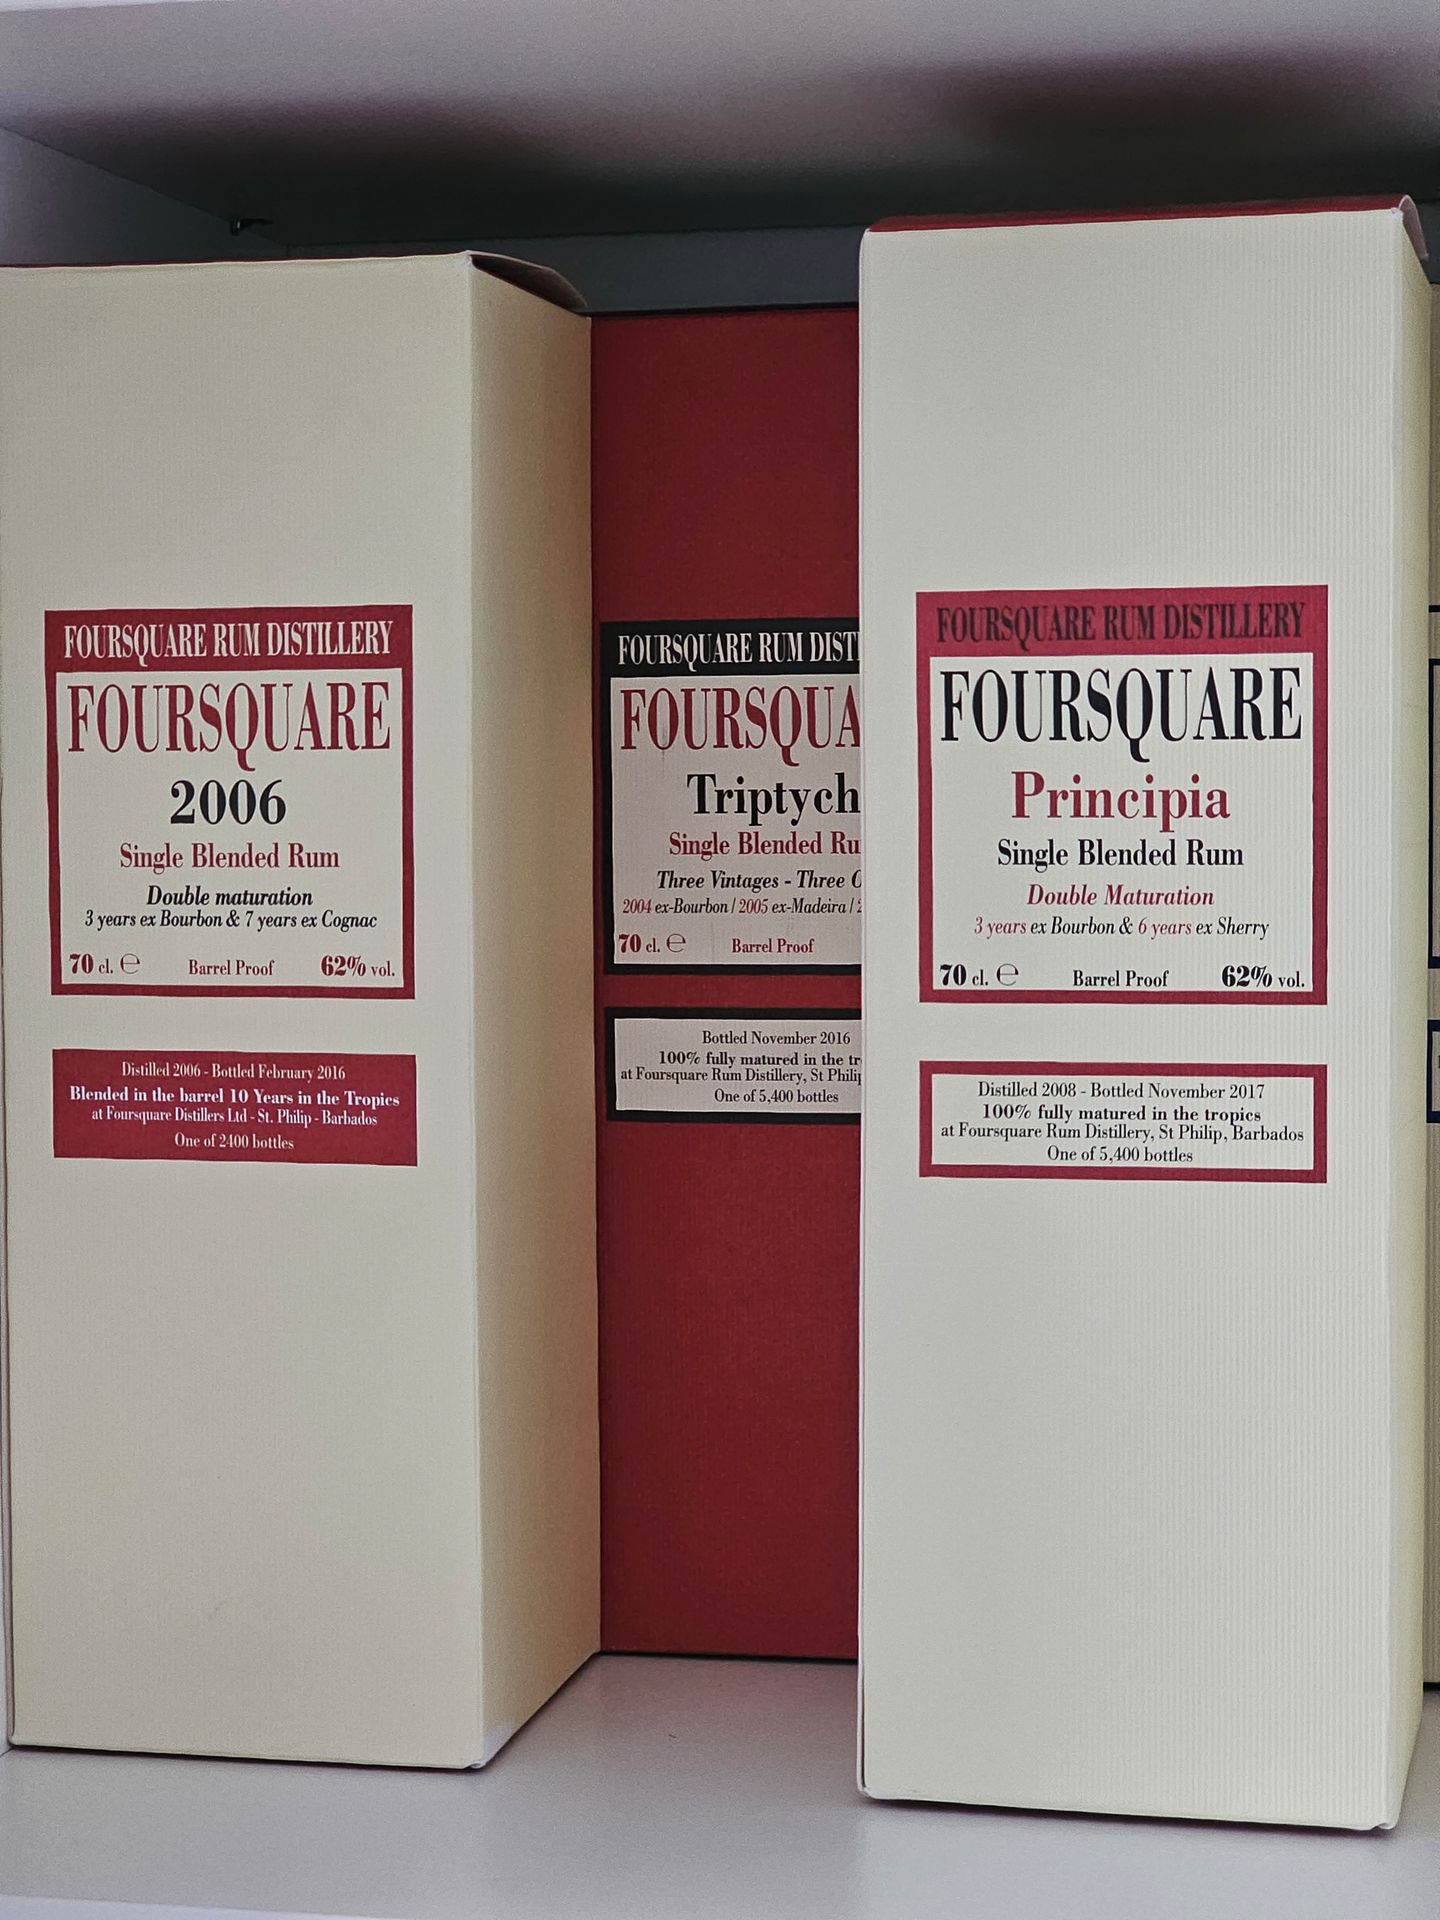 FOURSQUARE RUM DISTILLERY
FOURSQUARE
2006
Single Blended Rum
Double maturation
3 years ex Bourbon & 7 years ex Cognac
70 cl. ℮ Barrel Proof 62% vol.
Distilled 2006 - Bottled February 2016
Blended in the barrel 10 Years in the Tropics
at Foursquare Distillers Ltd - St. Philip - Barbados
One of 2400 bottles
FOURSQUARE RUM DIST
FOURSQUA
Triptych
Single Blended Ru
Three Vintages - Three
2004 ex-Bourbon / 2005 ex-Madeira /
70 cl. ℮ Barrel Proof
Bottled November 2016
100% fully matured in the tr
at Foursquare Rum Distillery, St Philip
One of 5,400 bottles
FOURSQUARE RUM DISTILLERY
FOURSQUARE
Principia
Single Blended Rum
Double Maturation
3 years ex Bourbon & 6 years ex Sherry
70 cl. ℮ Barrel Proof 62% vol.
Distilled 2008 - Bottled November 2017
100% fully matured in the tropics
at Foursquare Rum Distillery, St Philip, Barbados
One of 5,400 bottles